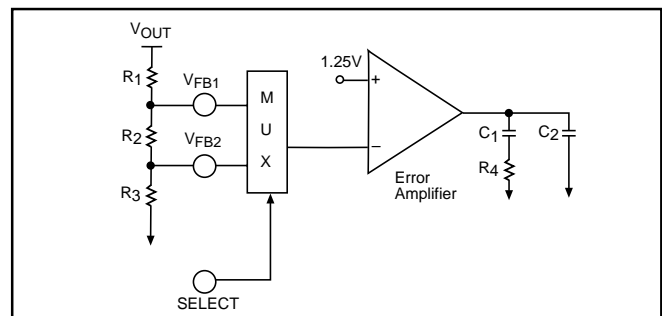 VOUT
R1
VFB1
R2
VFB2
R3
M
U
X
SELECT
1.25V
+
−
Error
Amplifier
C1
R4
C2